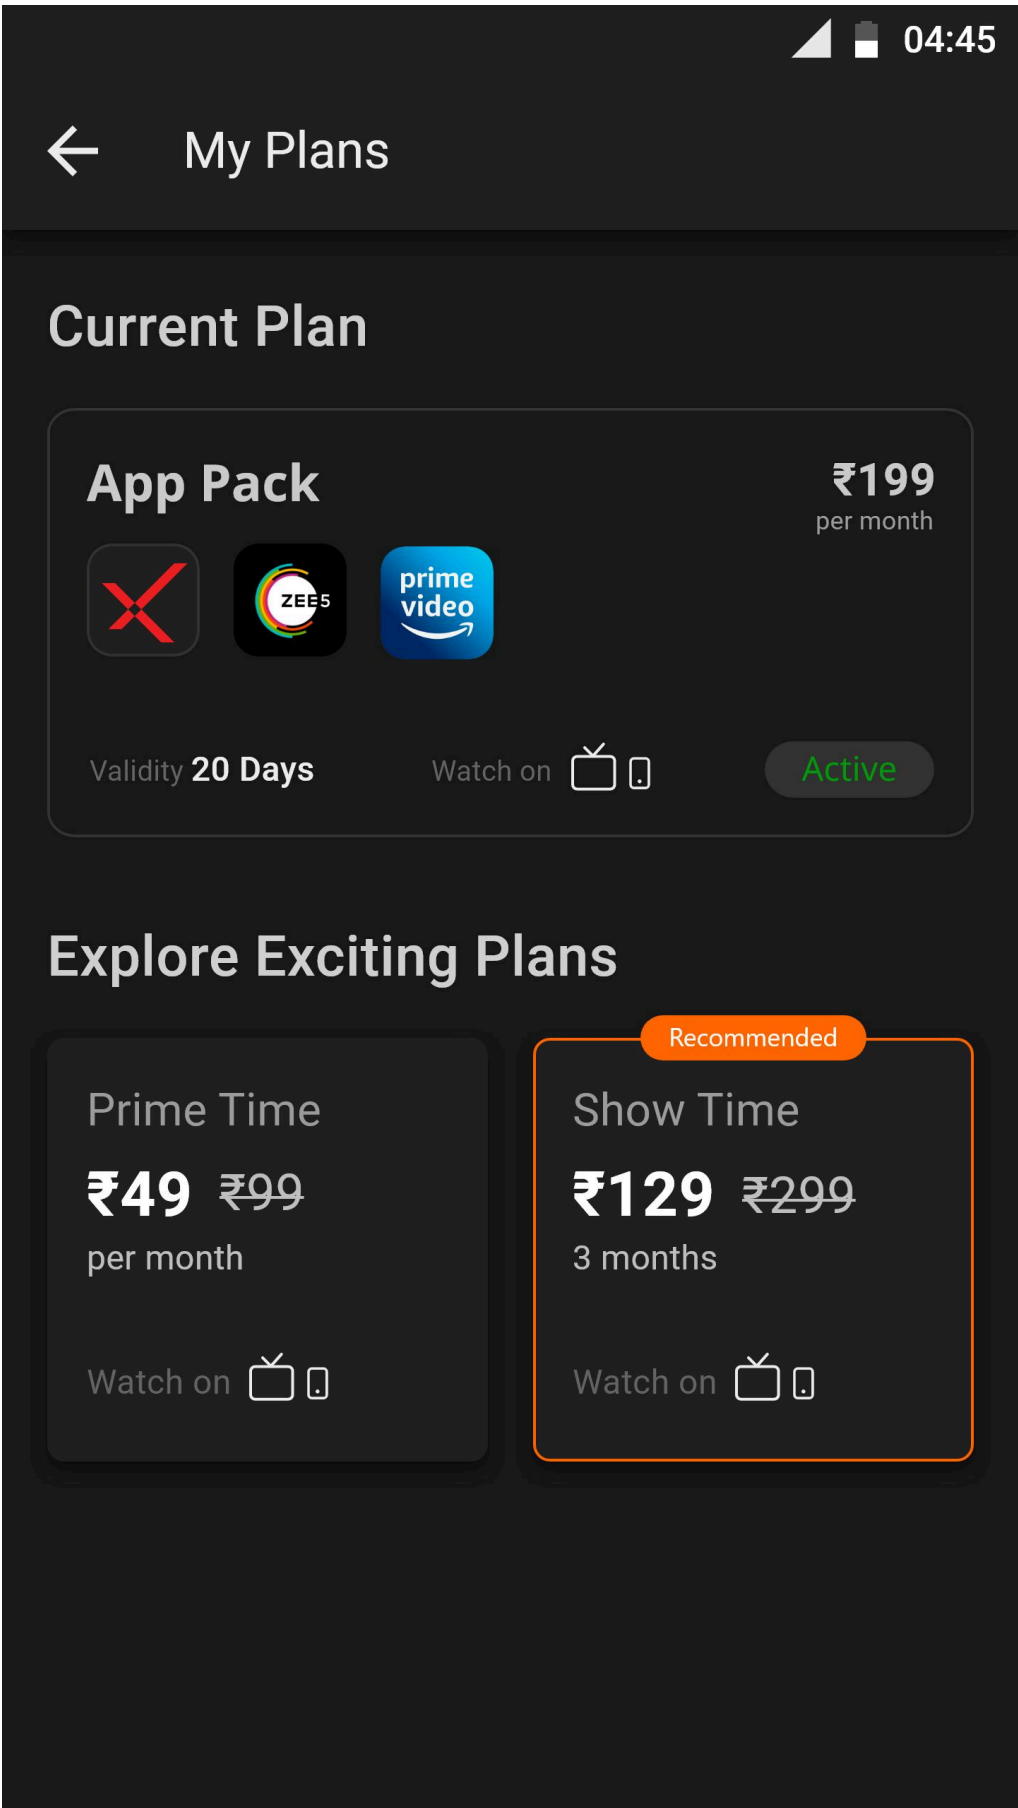 04:45
My Plans
Current Plan
App Pack
₹199
per month
ZEE5
prime
video
Validity 20 Days
Watch on
Active
Explore Exciting Plans
Recommended
Prime Time
₹49 ₹99
per month
Watch on
Show Time
₹129 ₹299
3 months
Watch on